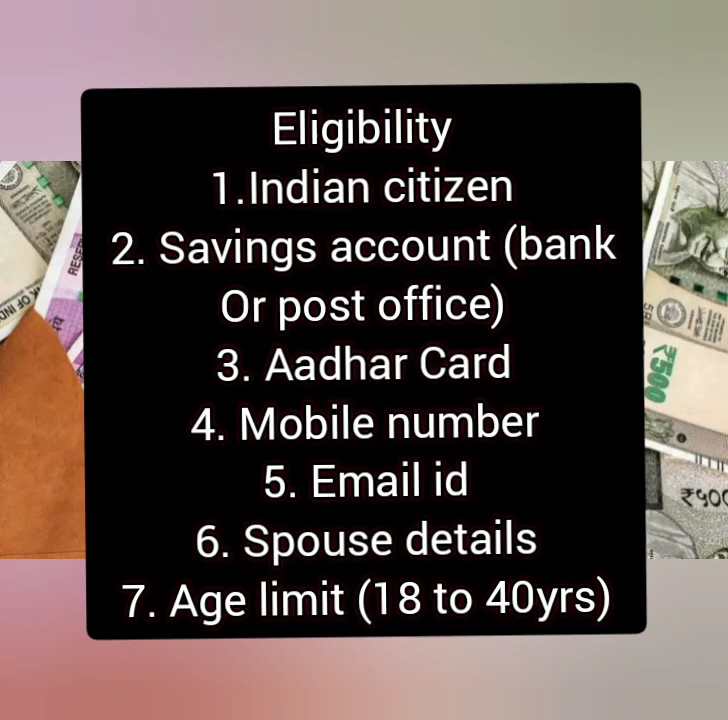 Eligibility
1.Indian citizen
2. Savings account (bank
Or post office)
3. Aadhar Card
4. Mobile number
5. Email id
6. Spouse details
7. Age limit (18 to 40yrs)
₹500